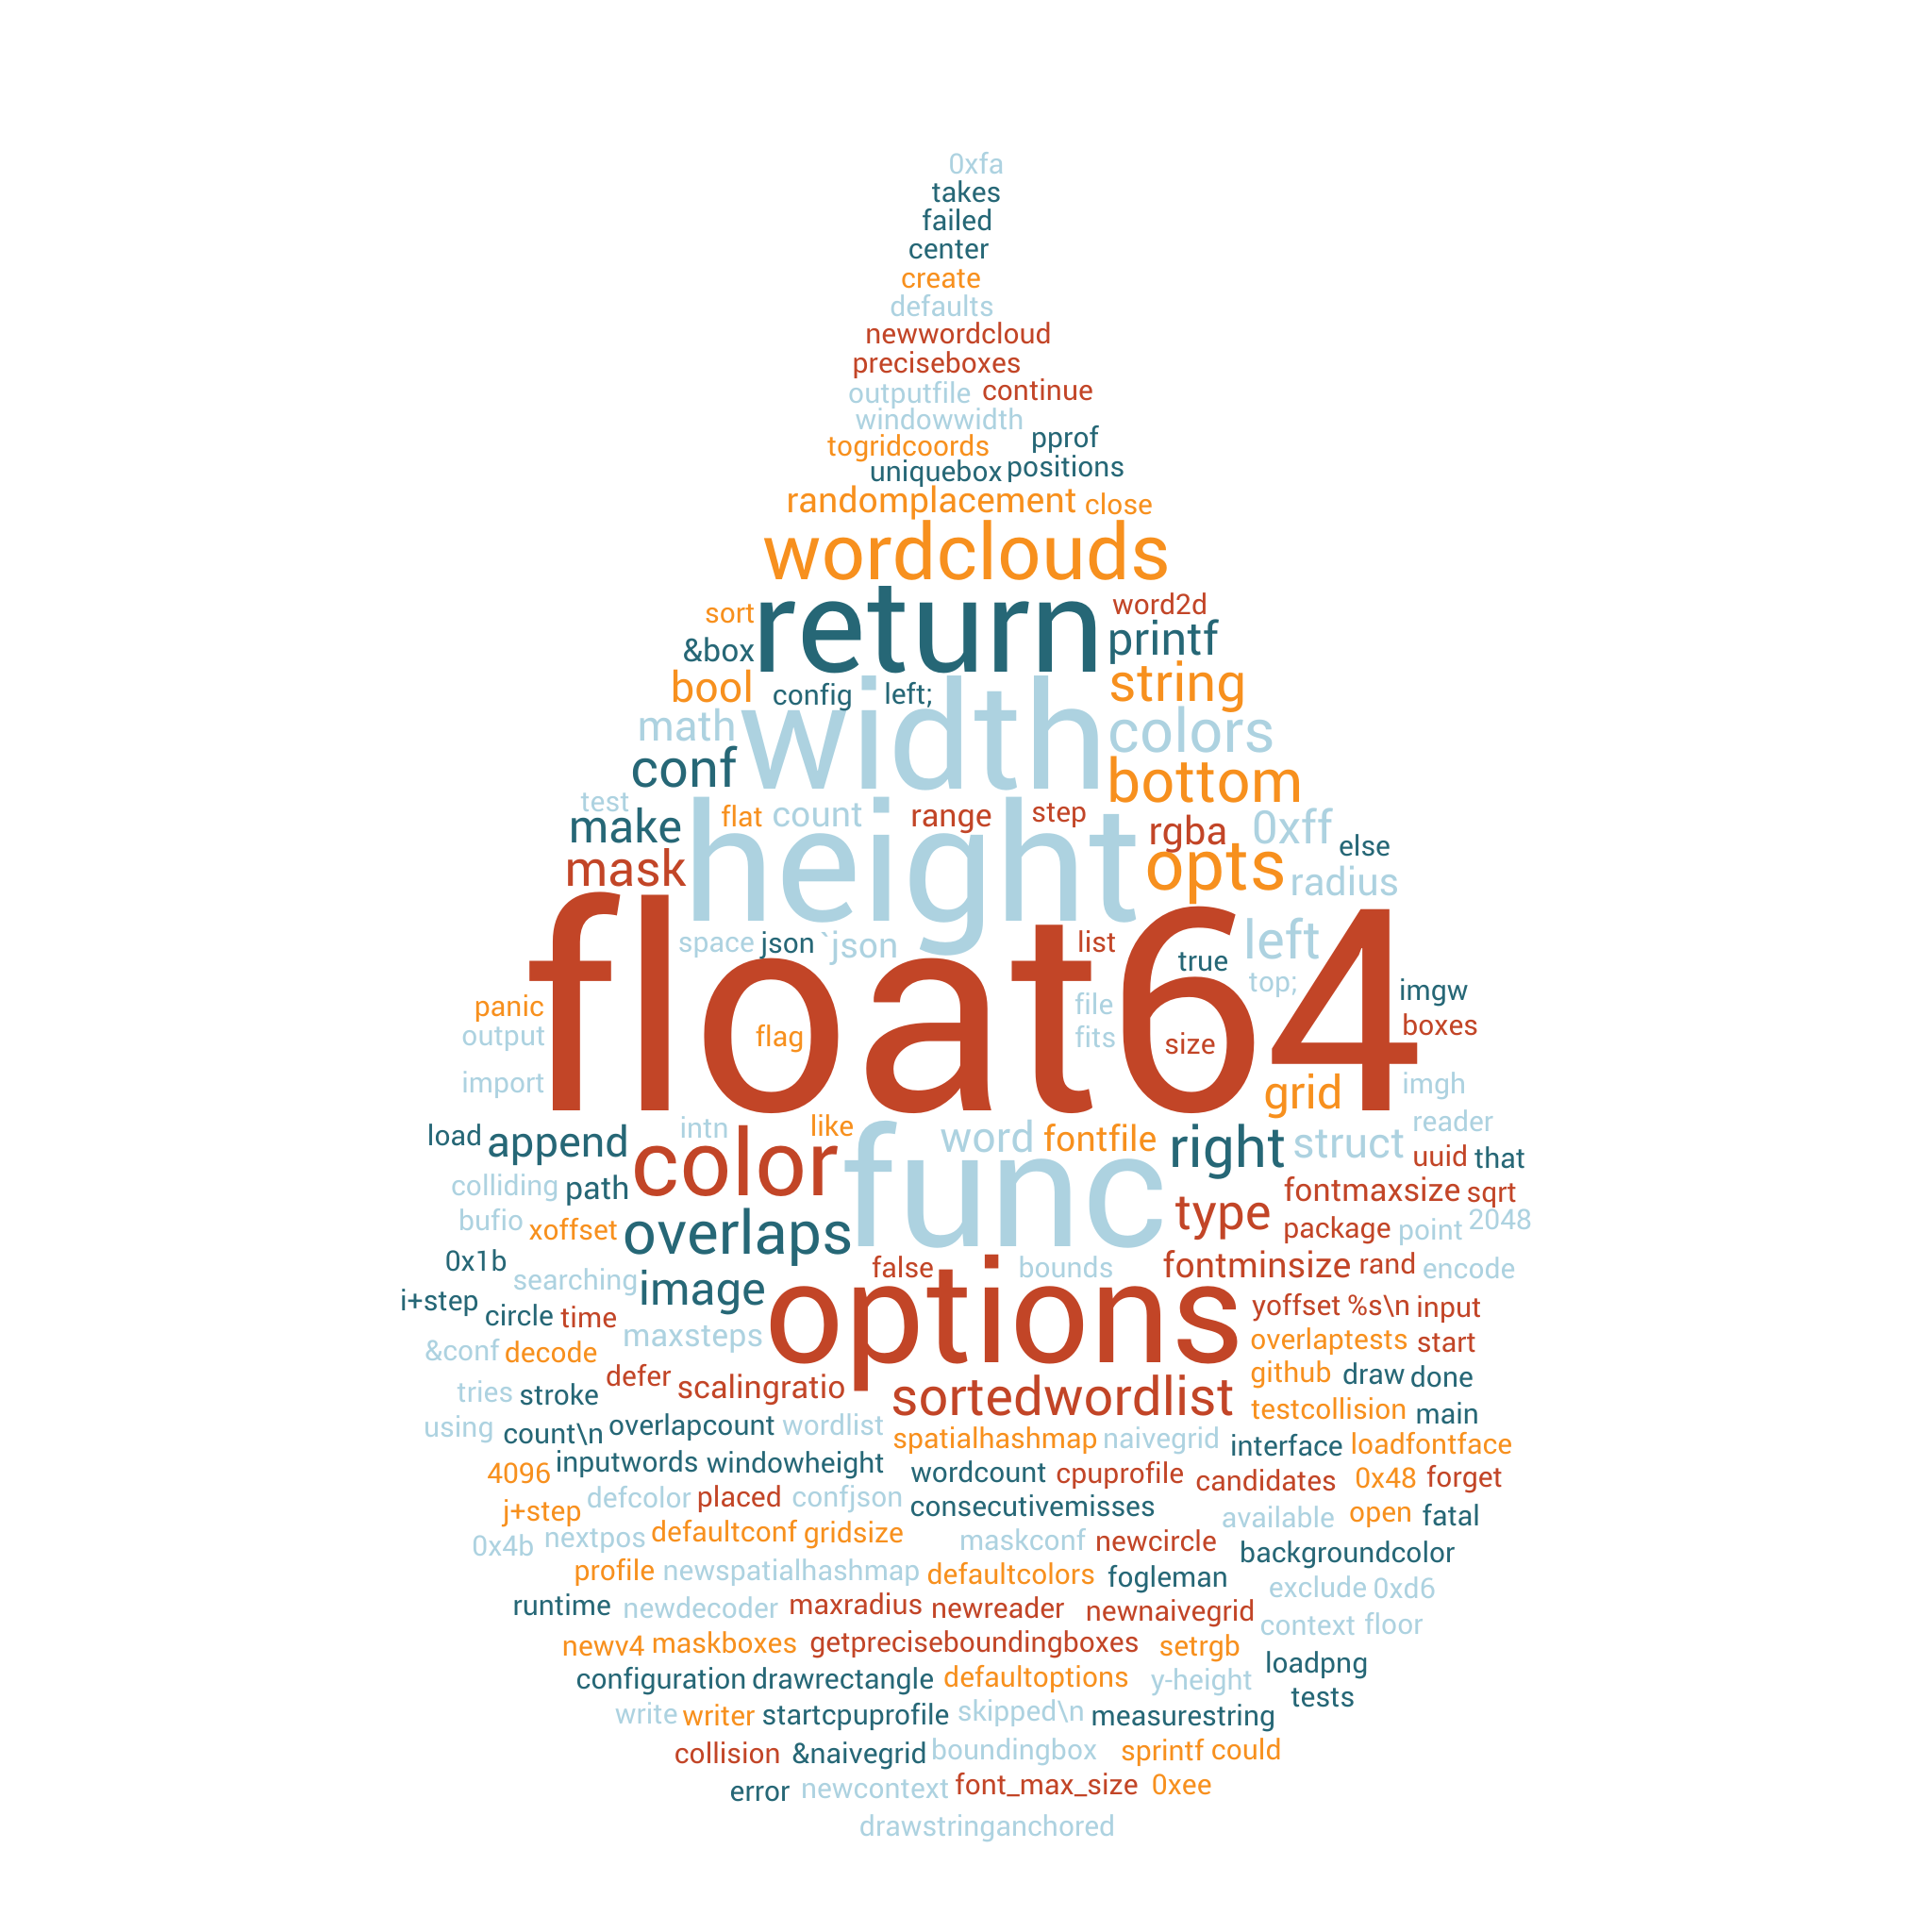 0xfa
takes
failed
center
create
defaults
newwordcloud
preciseboxes
outputfile continue
windowwidth
togridcoords pprof
uniquebox positions
randomplacement close
wordclouds
sort return word2d
&box printf
bool config left; string
math width colors
conf bottom
test flat count range step 0xff
make height rgba else
mask opts radius
space json `json list left
true
float64 top;
panic file imgw
output flag fits size boxes
import grid imgh
load append intn like word fontfile right struct reader
color func uuid that
colliding path fontmaxsize sqrt
bufio xoffset overlaps type package point 2048
0x1b false bounds fontminsize rand encode
searching image options
i+step circle time yoffset %s\n input
&conf decode maxsteps overlaptests start
defer scalingratio github draw done
tries stroke sortedwordlist testcollision main
using count\n overlapcount wordlist spatialhashmap naivegrid interface loadfontface
4096 inputwords windowheight wordcount cpuprofile candidates 0x48 forget
j+step defcolor placed confjson consecutivemisses available open fatal
0x4b nextpos defaultconf gridsize maskconf newcircle backgroundcolor
profile newspatialhashmap defaultcolors fogleman exclude 0xd6
runtime newdecoder maxradius newreader newnaivegrid context floor
newv4 maskboxes getpreciseboundingboxes setrgb loadpng
configuration drawrectangle defaultoptions y-height tests
write writer startcpuprofile skipped\n measurestring
collision &naivegrid boundingbox sprintf could
error newcontext font_max_size 0xee
drawstringanchored